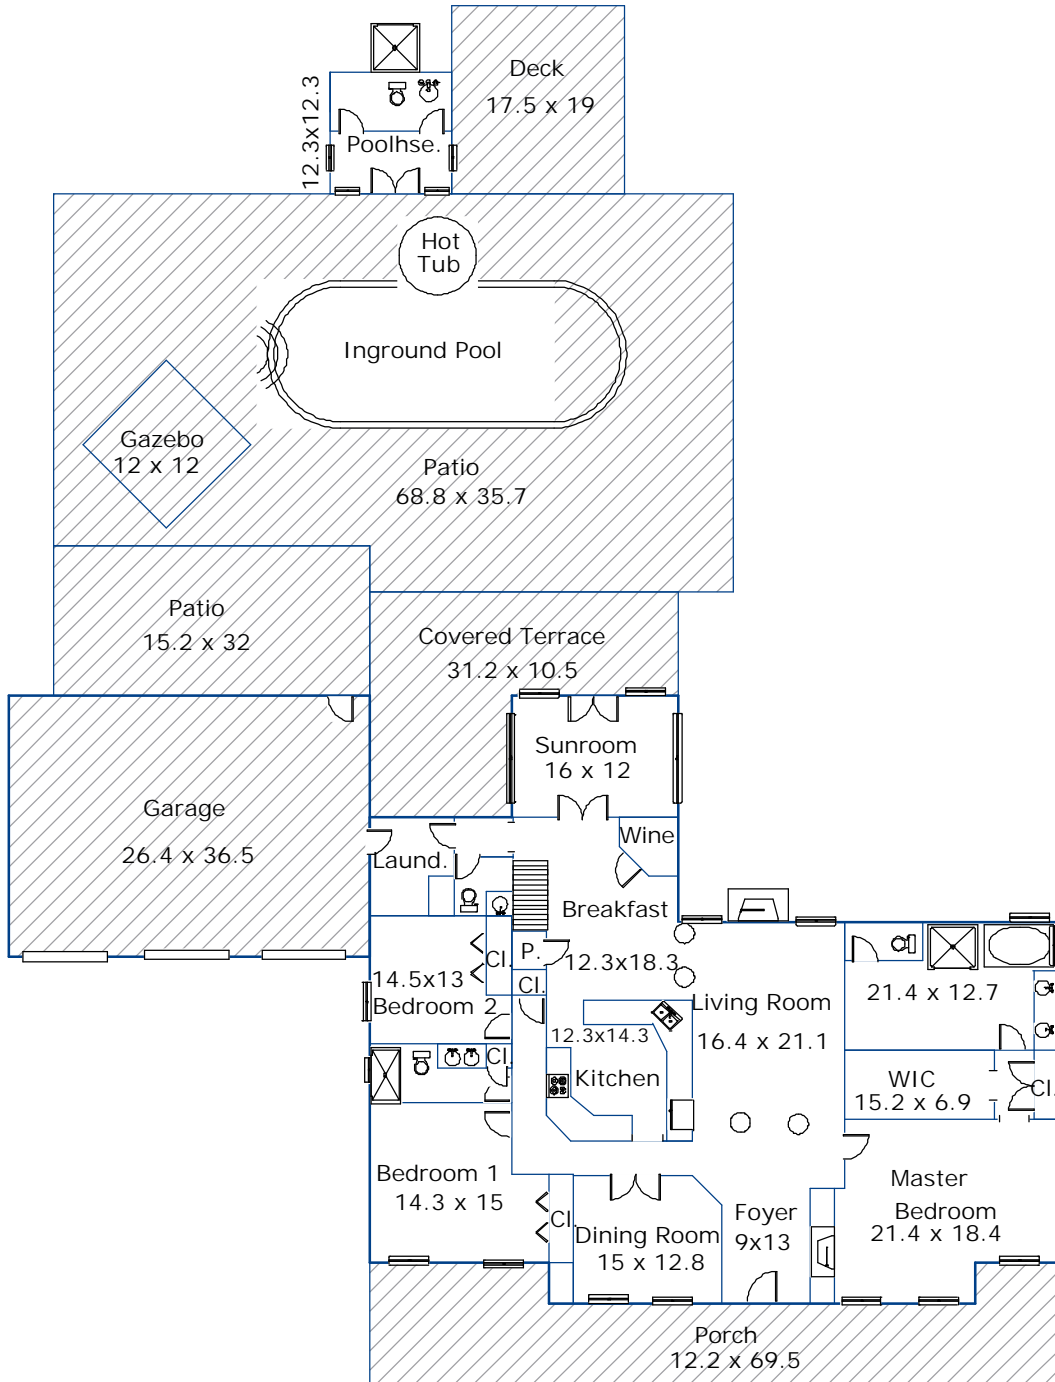 Deck
17.5 x 19
12.3x12.3
Poolhse.
Hot
Tub
Inground Pool
Gazebo
12 x 12
Patio
68.8 x 35.7
Patio
15.2 x 32
Covered Terrace
31.2 x 10.5
Sunroom
16 x 12
Garage
26.4 x 36.5
Wine
Laund.
Breakfast
12.3x18.3
P.
Cl.
Cl.
14.5x13
Bedroom 2
Living Room
16.4 x 21.1
21.4 x 12.7
12.3x14.3
Kitchen
Cl.
WIC
15.2 x 6.9
Cl.
Bedroom 1
14.3 x 15
Cl.
Dining Room
15 x 12.8
Foyer
9x13
Master
Bedroom
21.4 x 18.4
Porch
12.2 x 69.5